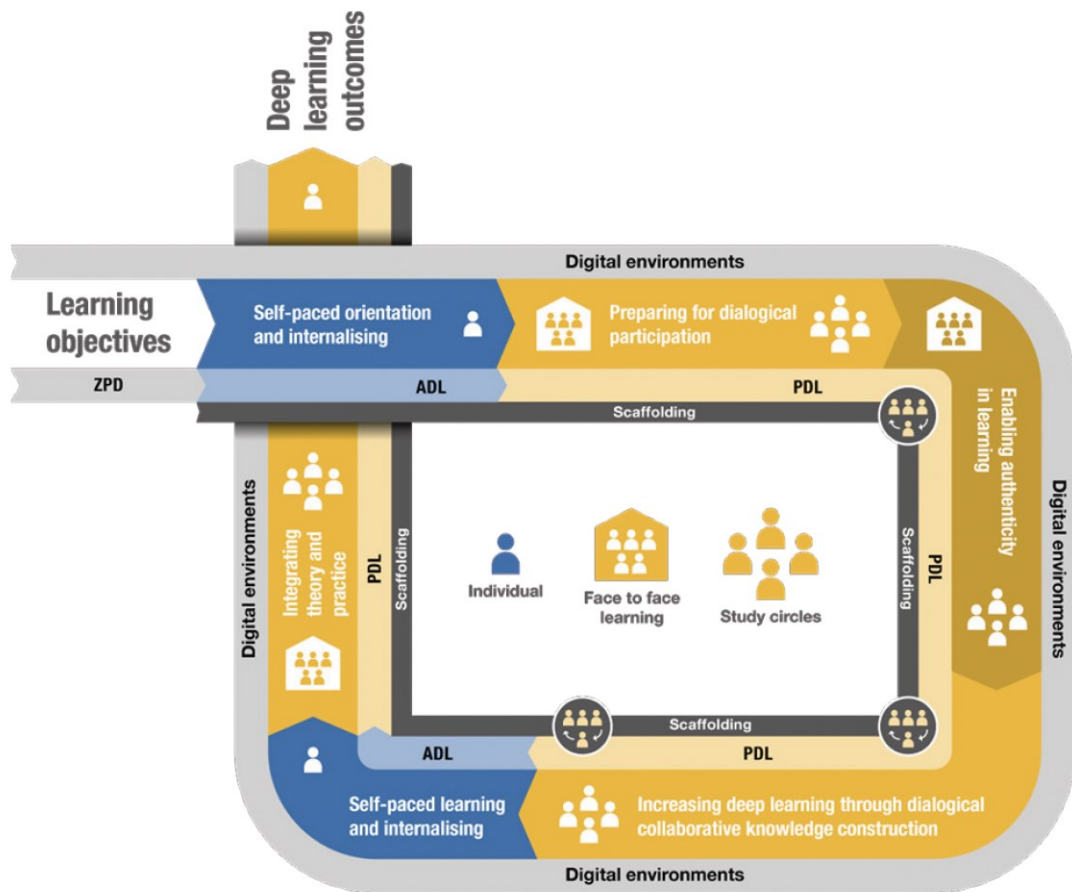 Deep
learning
outcomes
Digital environments
Learning
objectives
Self-paced orientation
and internalising
Preparing for dialogical
participation
ZPD
ADL
PDL
Scaffolding
Enabling authenticity
in learning
Digital environments
PDL
Scaffolding
Individual
Face to face
learning
Study circles
Digital environments
Integrating
theory and
practice
PDL
Scaffolding
Scaffolding
ADL
PDL
Self-paced learning
and internalising
Increasing deep learning through dialogical
collaborative knowledge construction
Digital environments